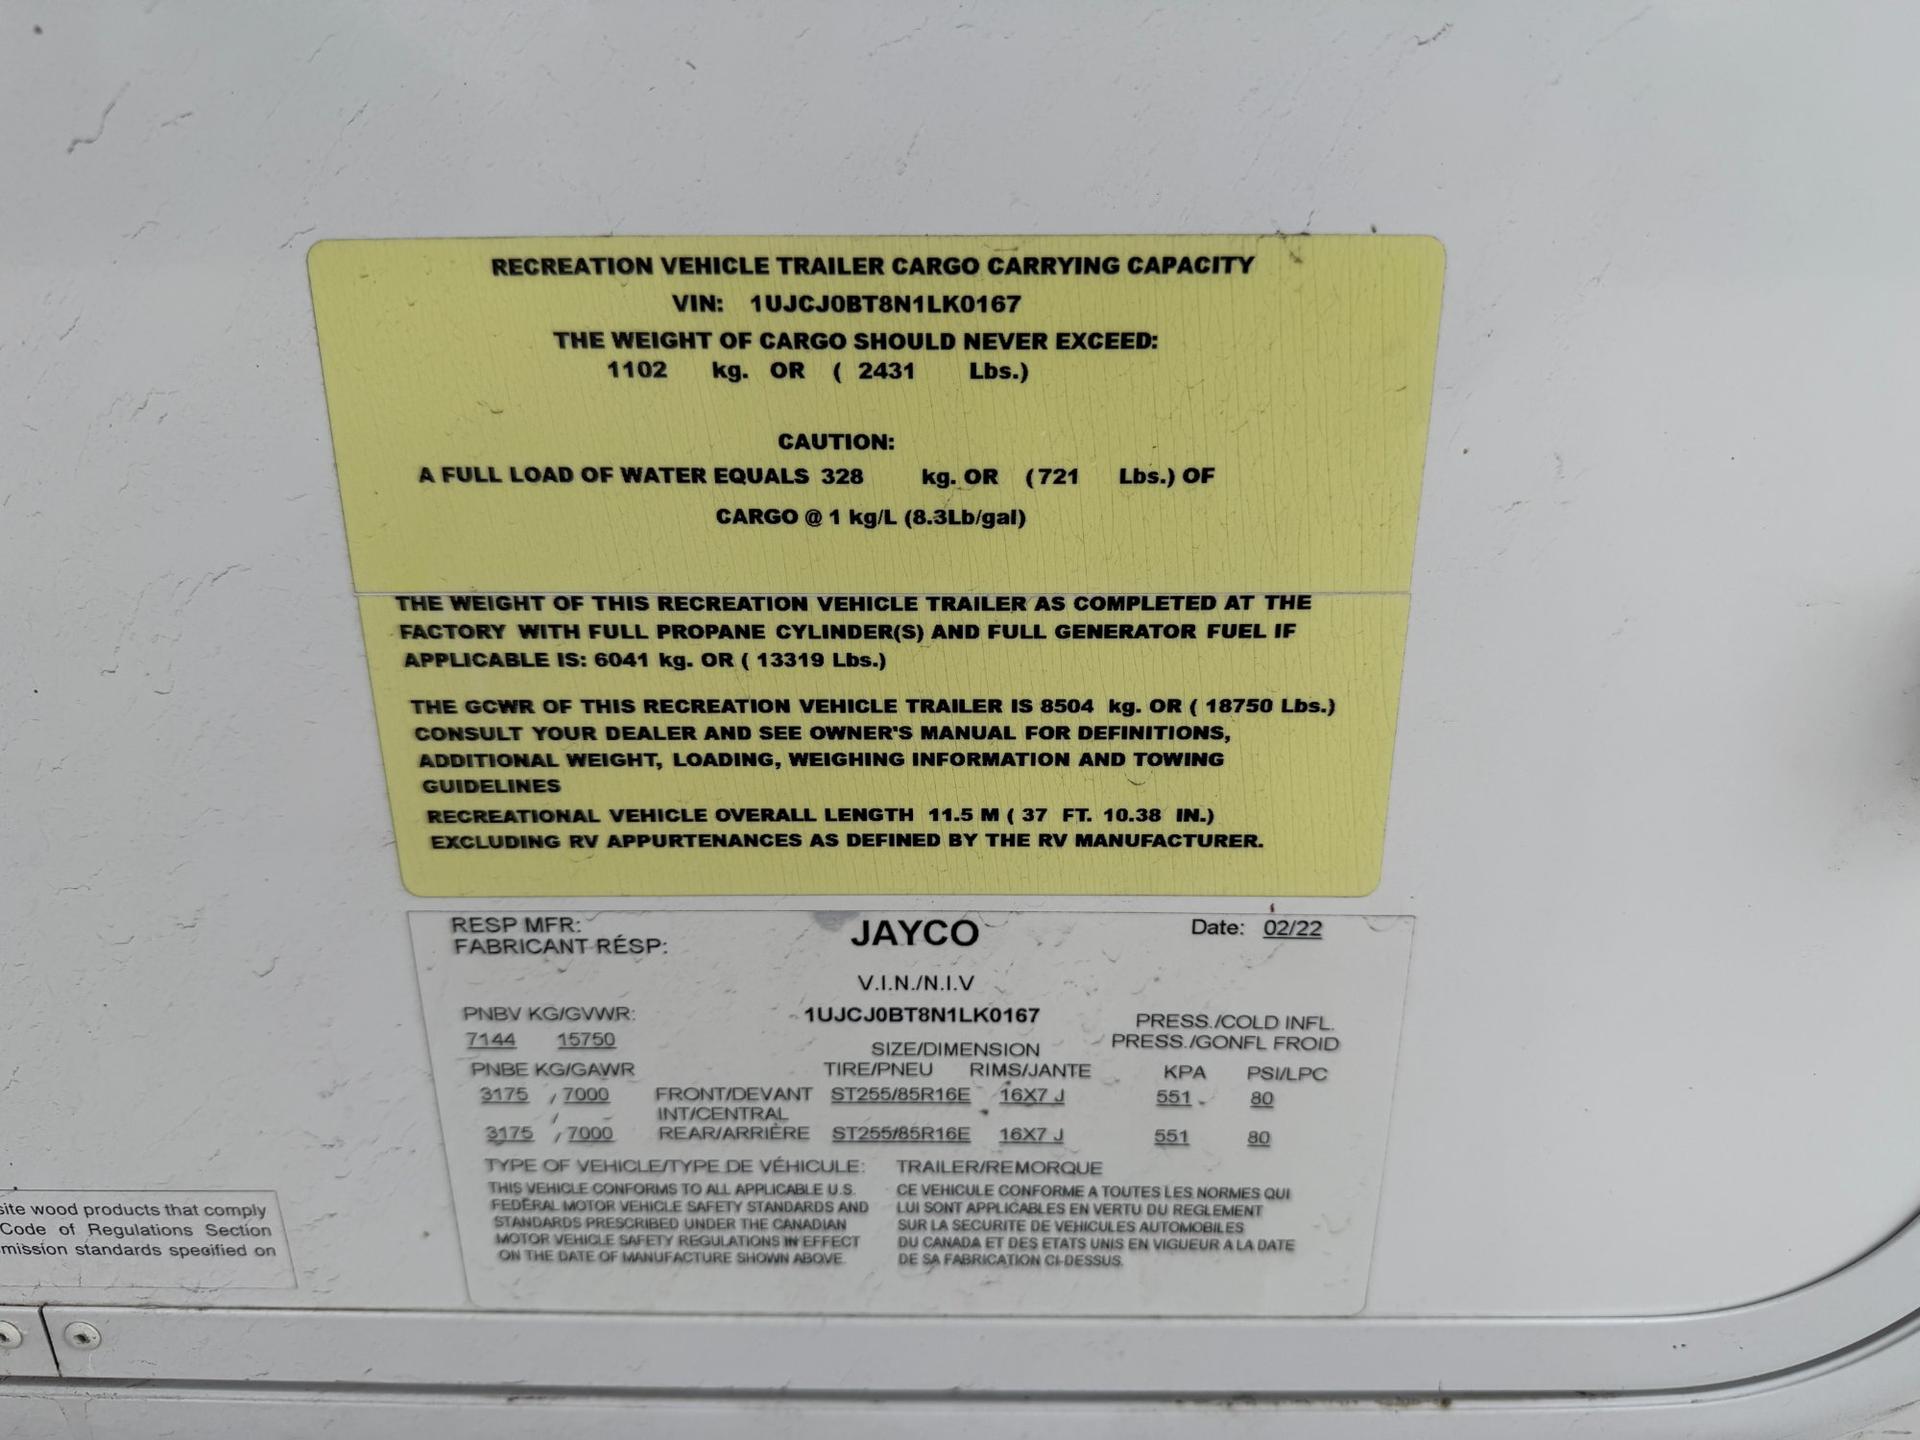 RECREATION VEHICLE TRAILER CARGO CARRYING CAPACITY
VIN: 1UJCJ0BT8N1LK0167
THE WEIGHT OF CARGO SHOULD NEVER EXCEED:
1102 kg. OR ( 2431 Lbs.)
CAUTION:
A FULL LOAD OF WATER EQUALS 328 kg. OR (721 Lbs.) OF
CARGO @ 1 kg/L (8.3Lb/gal)
THE WEIGHT OF THIS RECREATION VEHICLE TRAILER AS COMPLETED AT THE
FACTORY WITH FULL PROPANE CYLINDER(S) AND FULL GENERATOR FUEL IF
APPLICABLE IS: 6041 kg. OR ( 13319 Lbs.)
THE GCWR OF THIS RECREATION VEHICLE TRAILER IS 8504 kg. OR ( 18750 Lbs.)
CONSULT YOUR DEALER AND SEE OWNER'S MANUAL FOR DEFINITIONS,
ADDITIONAL WEIGHT, LOADING, WEIGHING INFORMATION AND TOWING
GUIDELINES
RECREATIONAL VEHICLE OVERALL LENGTH 11.5 M ( 37 FT. 10.38 IN.)
EXCLUDING RV APPURTENANCES AS DEFINED BY THE RV MANUFACTURER.
RESP MFR: JAYCO Date: 02/22
FABRICANT RÉSP:
V.I.N./N.I.V
PNBV KG/GVWR: 1UJCJ0BT8N1LK0167 PRESS./COLD INFL.
7144 15750 SIZE/DIMENSION PRESS./GONFL FROID
PNBE KG/GAWR TIRE/PNEU RIMS/JANTE KPA PSI/LPC
3175 / 7000 FRONT/DEVANT ST255/85R16E 16X7 J 551 80
/ INT/CENTRAL
3175 / 7000 REAR/ARRIÈRE ST255/85R16E 16X7 J 551 80
TYPE OF VEHICLE/TYPE DE VÉHICULE: TRAILER/REMORQUE
THIS VEHICLE CONFORMS TO ALL APPLICABLE U.S.
FEDERAL MOTOR VEHICLE SAFETY STANDARDS AND
STANDARDS PRESCRIBED UNDER THE CANADIAN
MOTOR VEHICLE SAFETY REGULATIONS IN EFFECT
ON THE DATE OF MANUFACTURE SHOWN ABOVE.
CE VEHICULE CONFORME A TOUTES LES NORMES QUI
LUI SONT APPLICABLES EN VERTU DU REGLEMENT
SUR LA SECURITE DE VEHICULES AUTOMOBILES
DU CANADA ET DES ETATS UNIS EN VIGUEUR A LA DATE
DE SA FABRICATION CI-DESSUS.
site wood products that comply
Code of Regulations Section
mission standards specified on